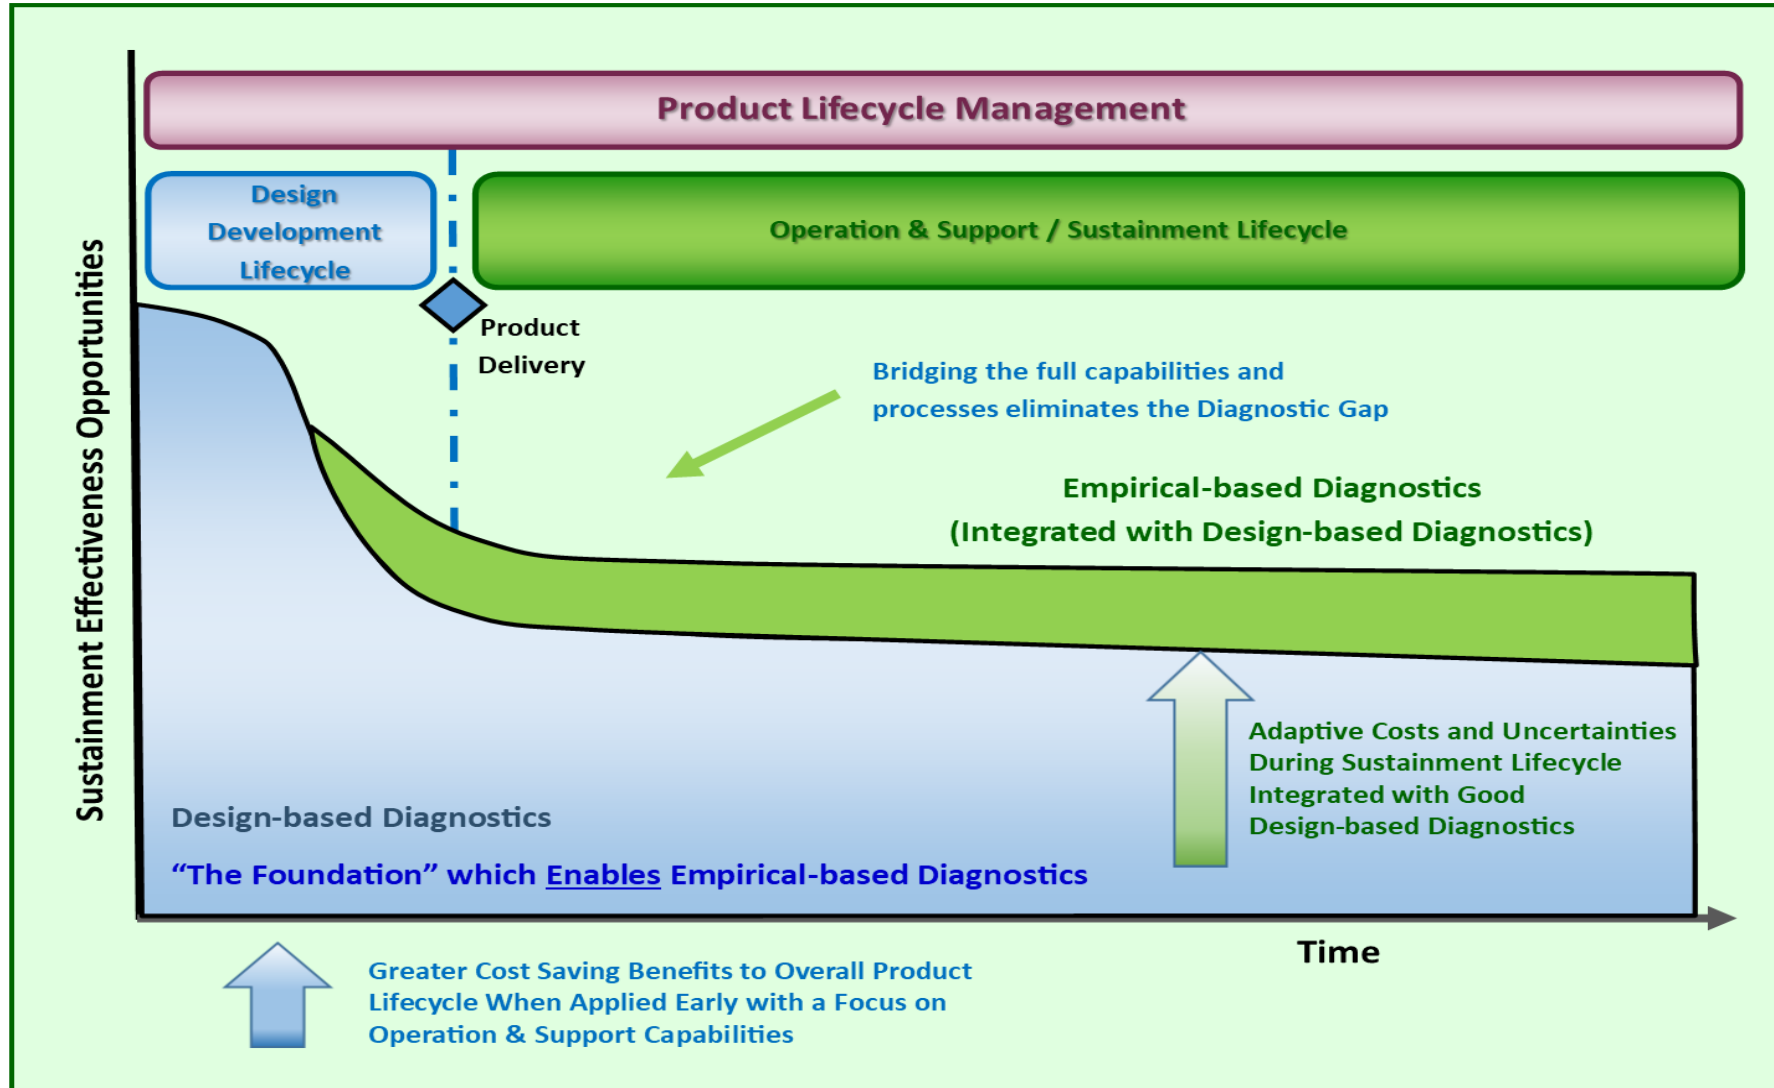 Product Lifecycle Management
Design
Development
Lifecycle
Operation & Support / Sustainment Lifecycle
Product
Delivery
Sustainment Effectiveness Opportunities
Bridging the full capabilities and
processes eliminates the Diagnostic Gap
Empirical-based Diagnostics
(Integrated with Design-based Diagnostics)
Adaptive Costs and Uncertainties
During Sustainment Lifecycle
Integrated with Good
Design-based Diagnostics
Design-based Diagnostics
“The Foundation” which Enables Empirical-based Diagnostics
Time
Greater Cost Saving Benefits to Overall Product
Lifecycle When Applied Early with a Focus on
Operation & Support Capabilities